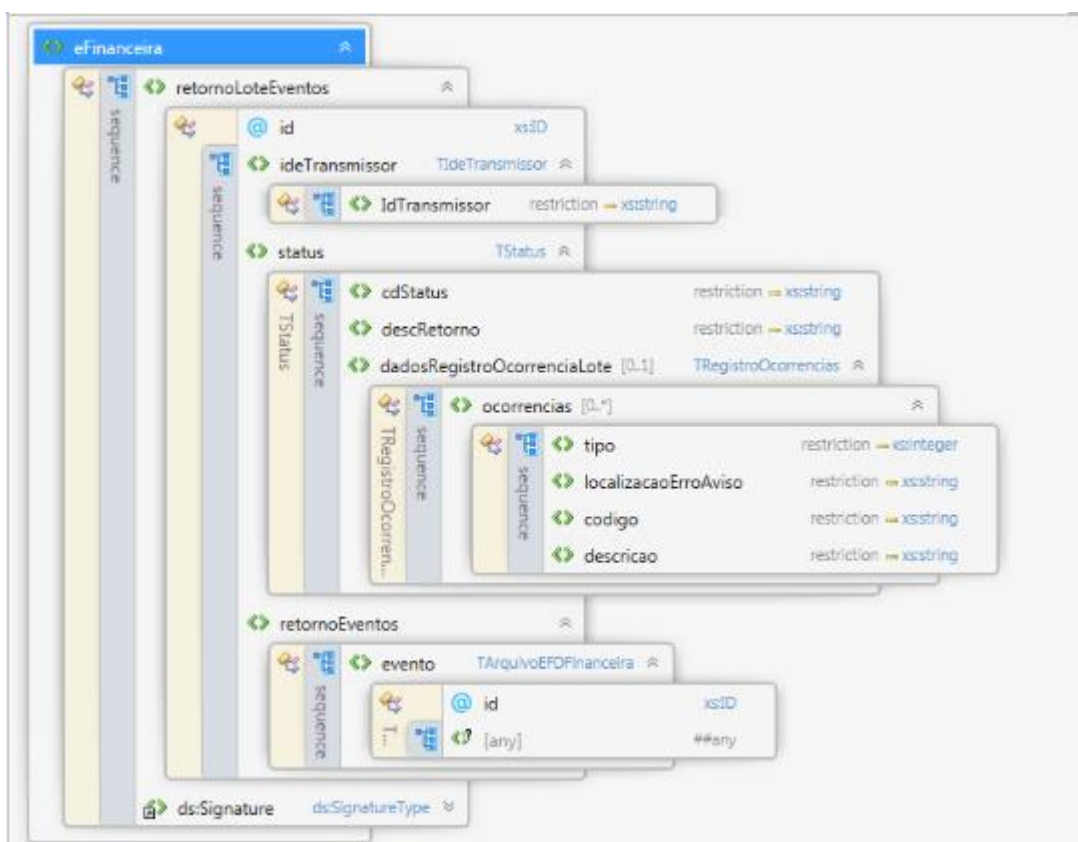 eFinanceira
sequence
retornoLoteEventos
sequence
@ id xs:ID
ideTransmissor TIdeTransmissor
IdTransmissor restriction xs:string
status TStatus
TStatus
sequence
cdStatus restriction xs:string
descRetorno restriction xs:string
dadosRegistroOcorrenciaLote [0..1] TRegistroOcorrencias
TRegistroOcorren...
sequence
ocorrencias [0..*]
sequence
tipo restriction xs:integer
localizacaoErroAviso restriction xs:string
codigo restriction xs:string
descricao restriction xs:string
retornoEventos
sequence
evento TArquivoEFDFinanceira
T...
@ id xs:ID
[any] ##any
ds:Signature ds:SignatureType